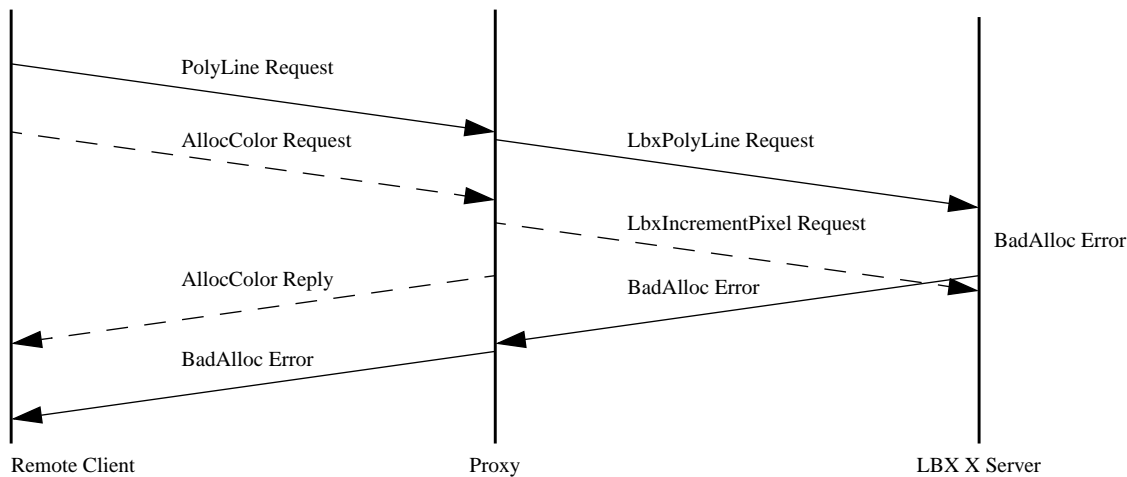 PolyLine Request
AllocColor Request
LbxPolyLine Request
LbxIncrementPixel Request
BadAlloc Error
AllocColor Reply
BadAlloc Error
BadAlloc Error
Remote Client
Proxy
LBX X Server